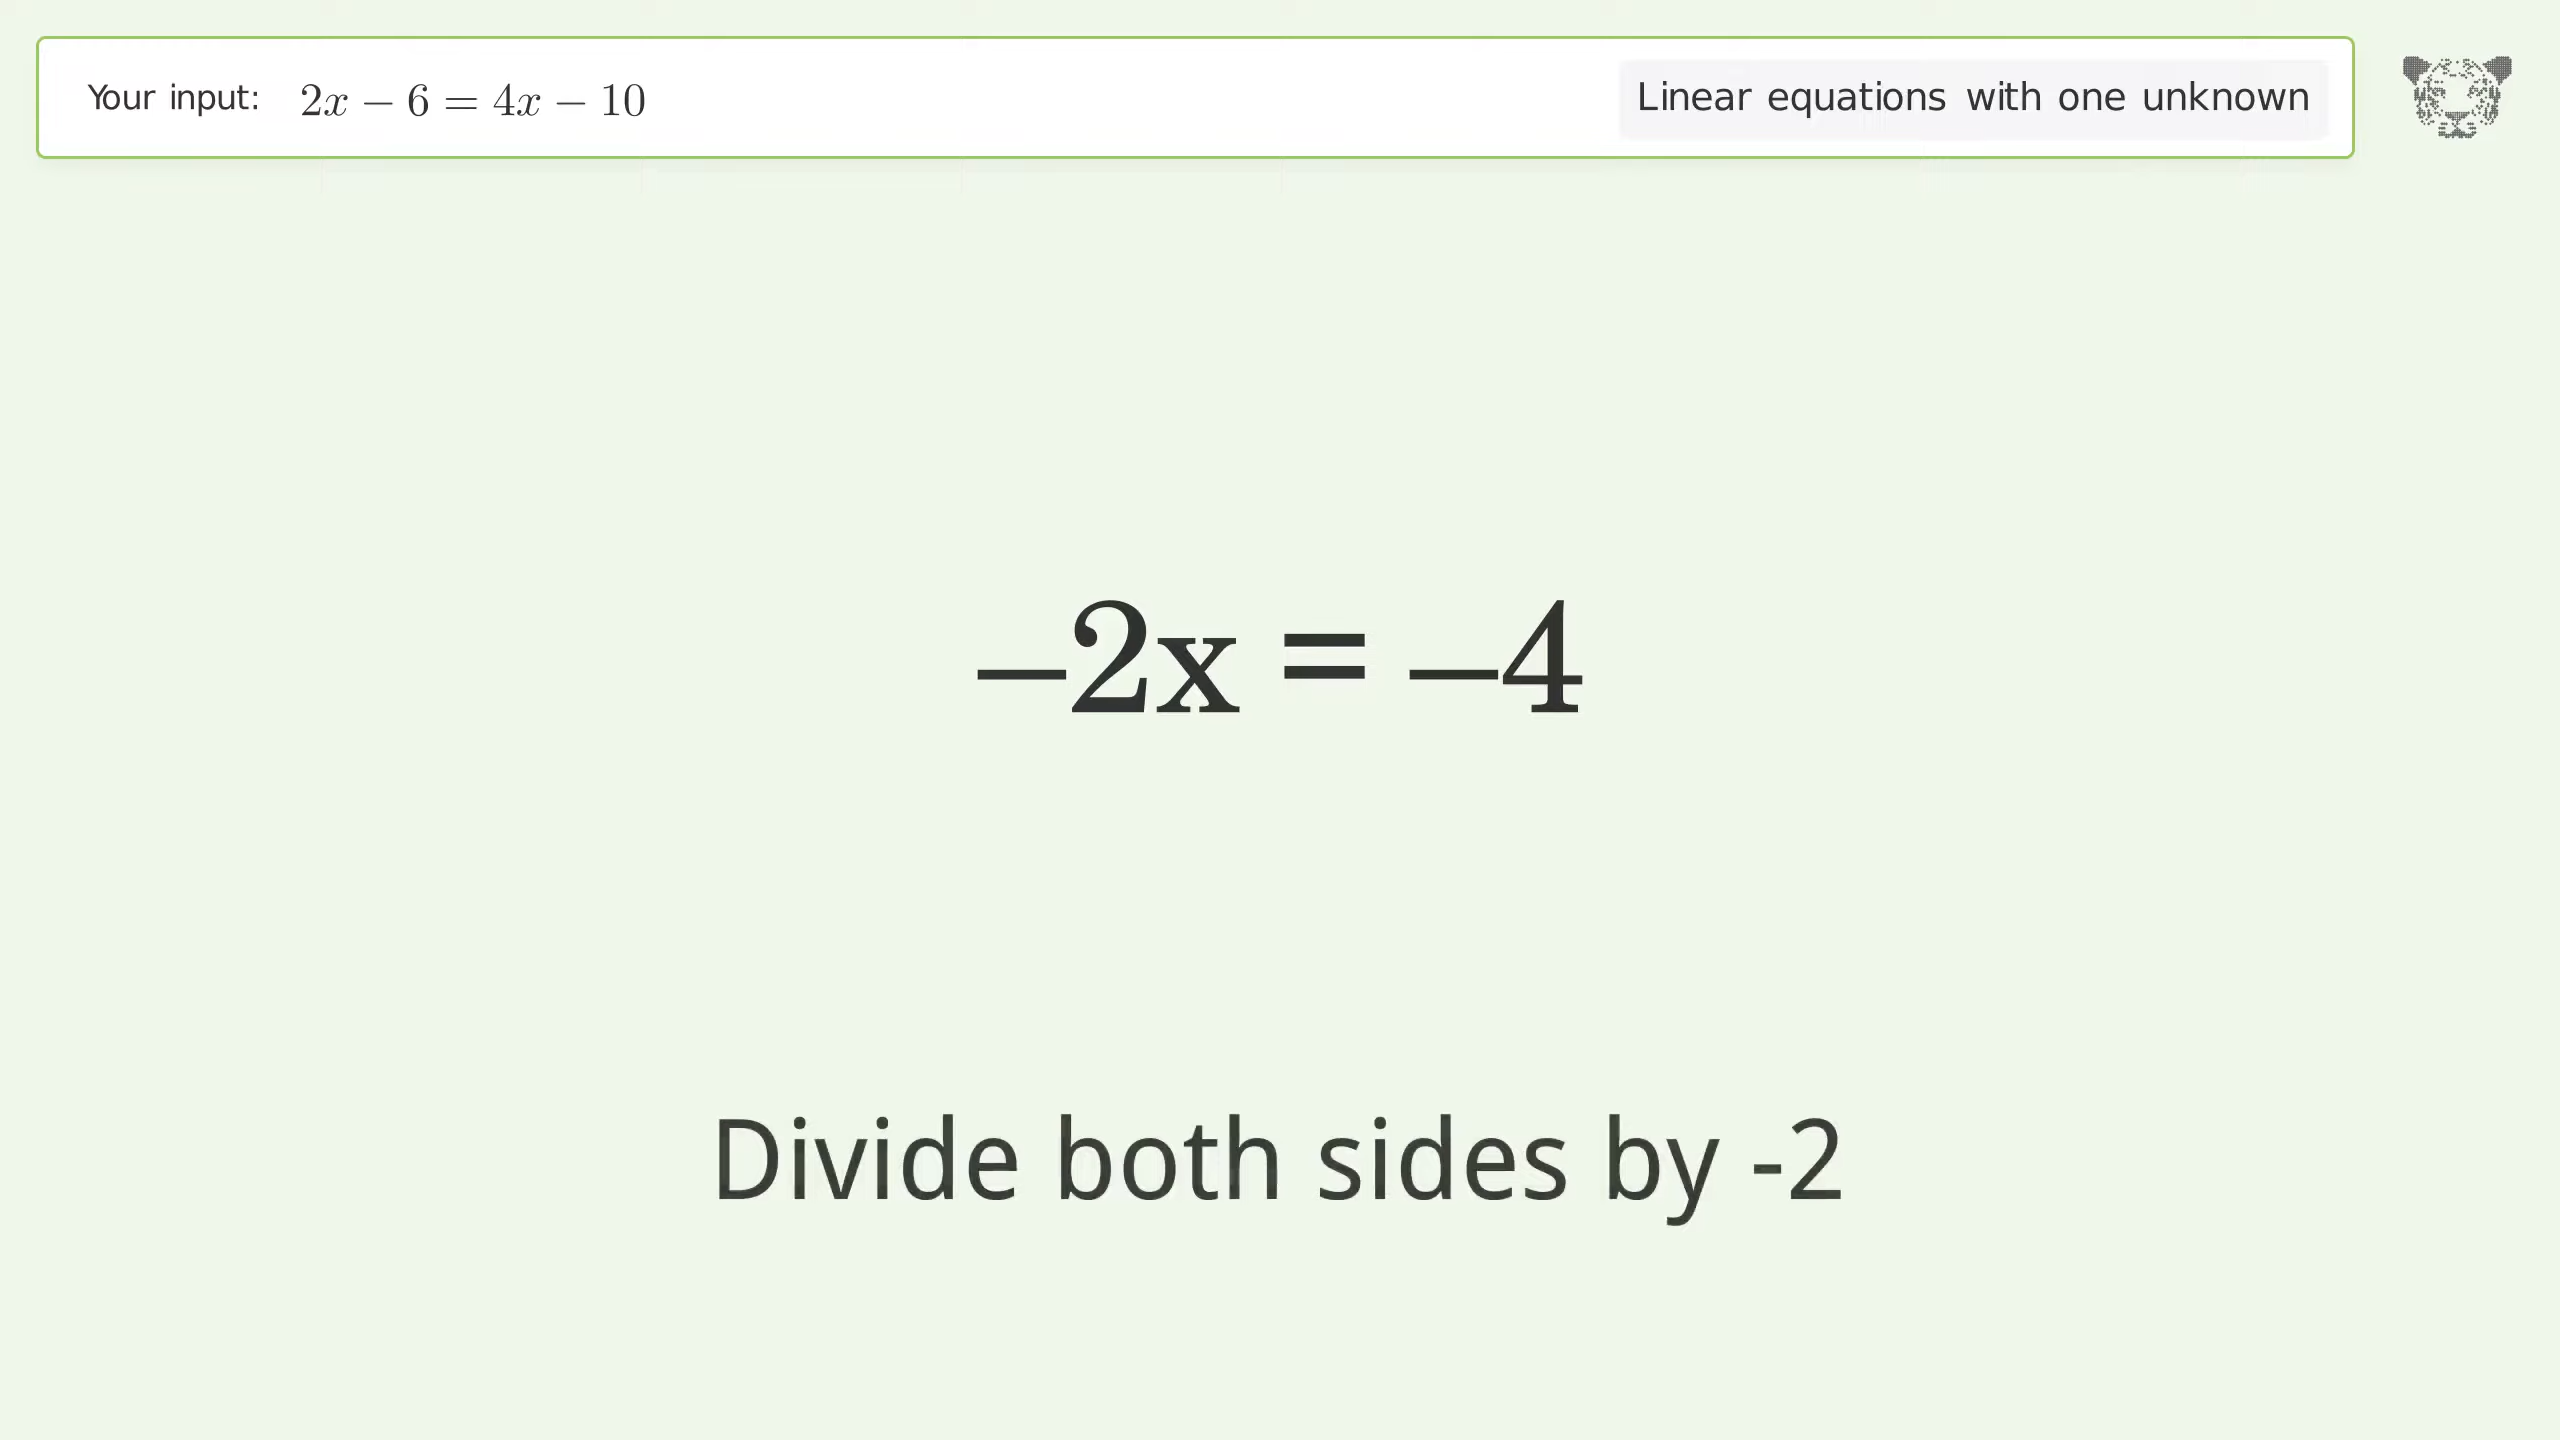 Your input: 2x − 6 = 4x − 10
Linear equations with one unknown
−2x = −4
Divide both sides by -2